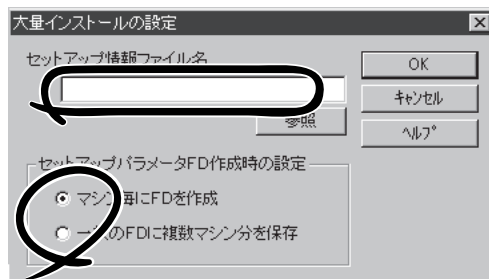 大量インストールの設定
セットアップ情報ファイル名
OK
キャンセル
参照
ヘルプ
セットアップパラメータFD作成時の設定
マシン毎にFDを作成
一枚のFDに複数マシン分を保存